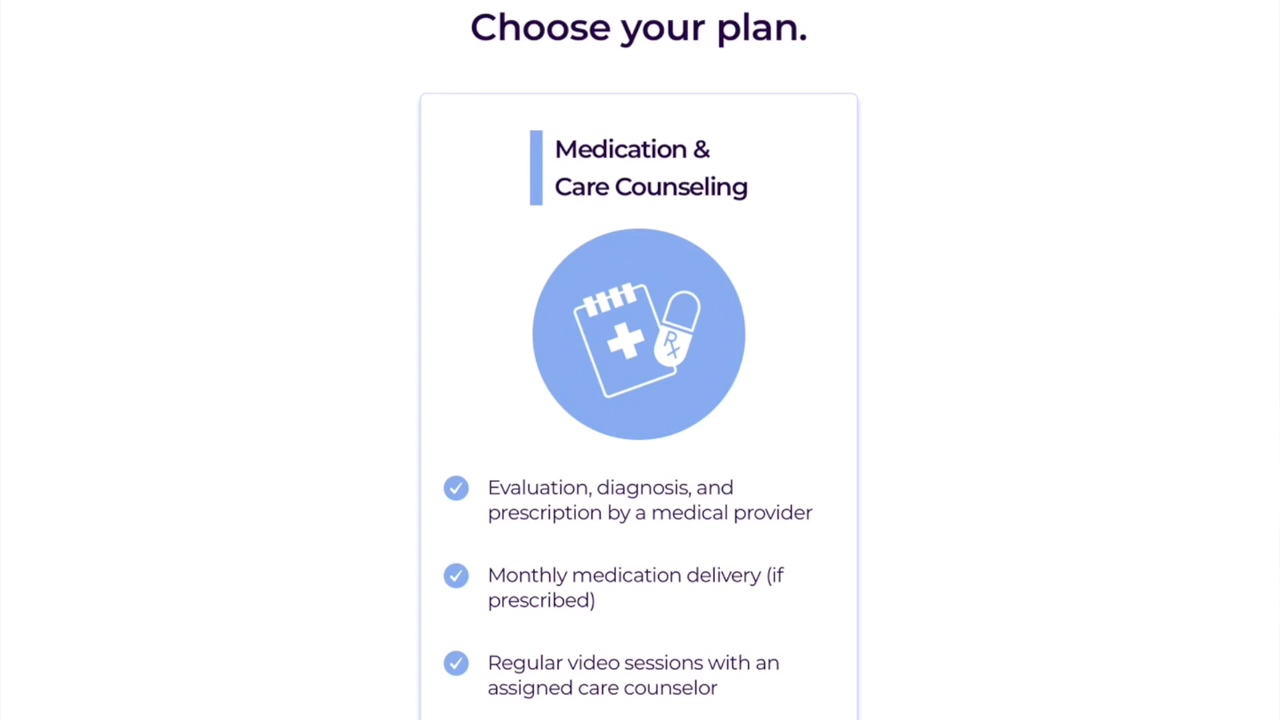 Choose your plan.
Medication &
Care Counseling
Rx
Evaluation, diagnosis, and
prescription by a medical provider
Monthly medication delivery (if
prescribed)
Regular video sessions with an
assigned care counselor